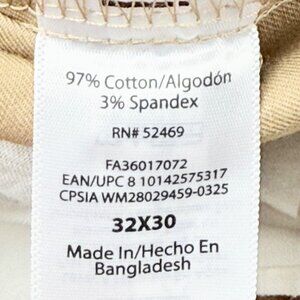 97% Cotton/Algodón
3% Spandex
RN# 52469
FA36017072
EAN/UPC 8 10142575317
CPSIA WM28029459-0325
32X30
Made In/Hecho En
Bangladesh